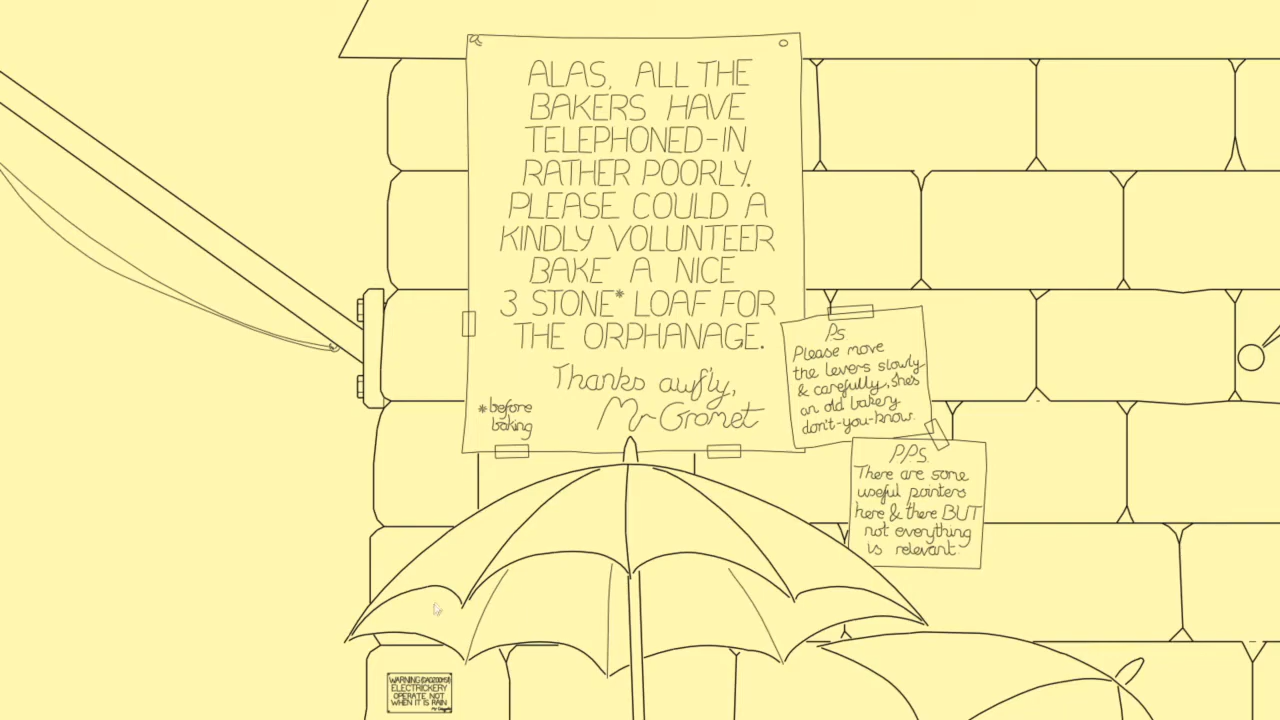 ALAS, ALL THE
BAKERS HAVE
TELEPHONED-IN
RATHER POORLY.
PLEASE COULD A
KINDLY VOLUNTEER
BAKE A NICE
3 STONE* LOAF FOR
THE ORPHANAGE.
Thanks awf'ly,
Mr Gromet
*before
baking
Ps
Please move
the levers slowly
& carefully, she's
an old bakery
don't-you-know.
PPs.
There are some
useful pointers
here & there BUT
not everything
is relevant.
ELECTRICKERY
OPERATE NOT
WHEN IT IS RAIN